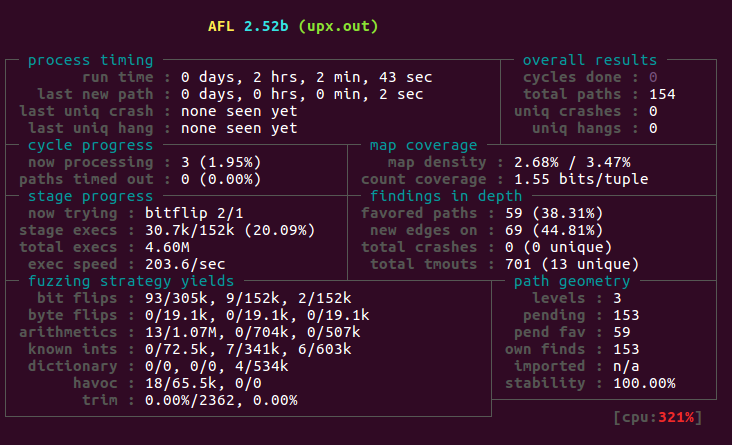 AFL 2.52b (upx.out)
process timing overall results
run time : 0 days, 2 hrs, 2 min, 43 sec cycles done : 0
last new path : 0 days, 0 hrs, 0 min, 2 sec total paths : 154
last uniq crash : none seen yet uniq crashes : 0
last uniq hang : none seen yet uniq hangs : 0
cycle progress map coverage
now processing : 3 (1.95%) map density : 2.68% / 3.47%
paths timed out : 0 (0.00%) count coverage : 1.55 bits/tuple
stage progress findings in depth
now trying : bitflip 2/1 favored paths : 59 (38.31%)
stage execs : 30.7k/152k (20.09%) new edges on : 69 (44.81%)
total execs : 4.60M total crashes : 0 (0 unique)
exec speed : 203.6/sec total tmouts : 701 (13 unique)
fuzzing strategy yields path geometry
bit flips : 93/305k, 9/152k, 2/152k levels : 3
byte flips : 0/19.1k, 0/19.1k, 0/19.1k pending : 153
arithmetics : 13/1.07M, 0/704k, 0/507k pend fav : 59
known ints : 0/72.5k, 7/341k, 6/603k own finds : 153
dictionary : 0/0, 0/0, 4/534k imported : n/a
havoc : 18/65.5k, 0/0 stability : 100.00%
trim : 0.00%/2362, 0.00%
[cpu:321%]